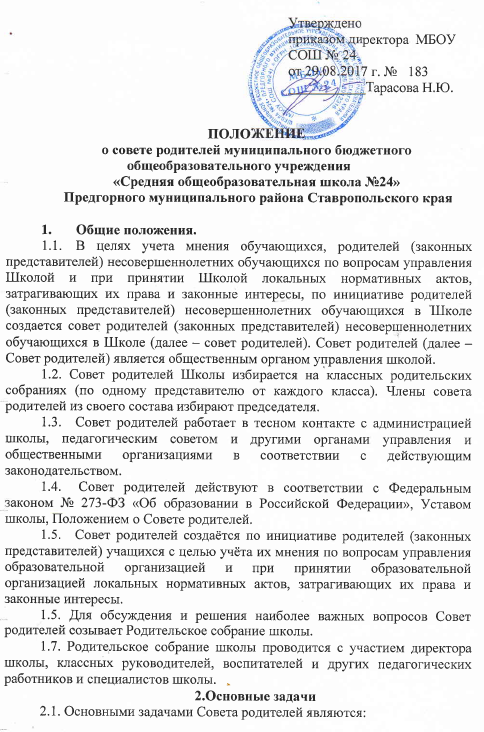 Утверждено
приказом директора МБОУ
СОШ № 24
от 29.08.2017 г. № 183
Тарасова Н.Ю.
ПОЛОЖЕНИЕ
о совете родителей муниципального бюджетного
общеобразовательного учреждения
«Средняя общеобразовательная школа №24»
Предгорного муниципального района Ставропольского края
1. Общие положения.
1.1. В целях учета мнения обучающихся, родителей (законных
представителей) несовершеннолетних обучающихся по вопросам управления
Школой и при принятии Школой локальных нормативных актов,
затрагивающих их права и законные интересы, по инициативе родителей
(законных представителей) несовершеннолетних обучающихся в Школе
создается совет родителей (законных представителей) несовершеннолетних
обучающихся в Школе (далее – совет родителей). Совет родителей (далее –
Совет родителей) является общественным органом управления школой.
1.2. Совет родителей Школы избирается на классных родительских
собраниях (по одному представителю от каждого класса). Члены совета
родителей из своего состава избирают председателя.
1.3. Совет родителей работает в тесном контакте с администрацией
школы, педагогическим советом и другими органами управления и
общественными организациями в соответствии с действующим
законодательством.
1.4. Совет родителей действуют в соответствии с Федеральным
законом № 273-ФЗ «Об образовании в Российской Федерации», Уставом
школы, Положением о Совете родителей.
1.5. Совет родителей создаётся по инициативе родителей (законных
представителей) учащихся с целью учёта их мнения по вопросам управления
образовательной организацией и при принятии образовательной
организацией локальных нормативных актов, затрагивающих их права и
законные интересы.
1.5. Для обсуждения и решения наиболее важных вопросов Совет
родителей созывает Родительское собрание школы.
1.7. Родительское собрание школы проводится с участием директора
школы, классных руководителей, воспитателей и других педагогических
работников и специалистов школы.
2.Основные задачи
2.1. Основными задачами Совета родителей являются: